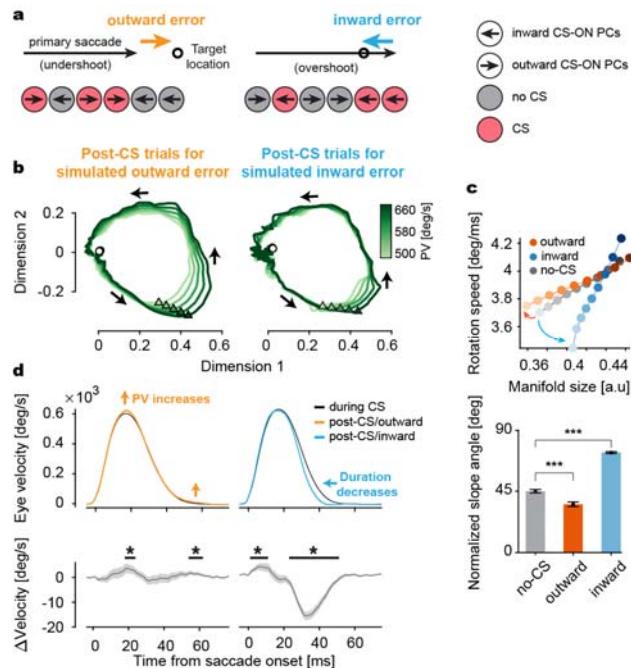 a
outward error
inward error
primary saccade
(undershoot)
Target
location
(overshoot)
inward CS-ON PCs
outward CS-ON PCs
no CS
CS
b
Post-CS trials for
simulated outward error
Post-CS trials for
simulated inward error
Dimension 2
0.2
0
-0.2
0 0.2 0.4 0.6
0 0.2 0.4 0.6
Dimension 1
660
580
500
PV [deg/s]
c
outward
inward
no-CS
Rotation speed [deg/ms]
4.2
3.9
3.6
0.36 0.40 0.44
Manifold size [a.u]
Normalized slope angle [deg]
90
45
0
***
***
no-CS
outward
inward
d
×10³
PV increases
during CS
post-CS/outward
post-CS/inward
Duration
decreases
Eye velocity [deg/s]
0.6
0.4
0.2
0
ΔVelocity [deg/s]
* *
* *
10
0
-10
-20
0 20 40 60
0 20 40 60
Time from saccade onset [ms]